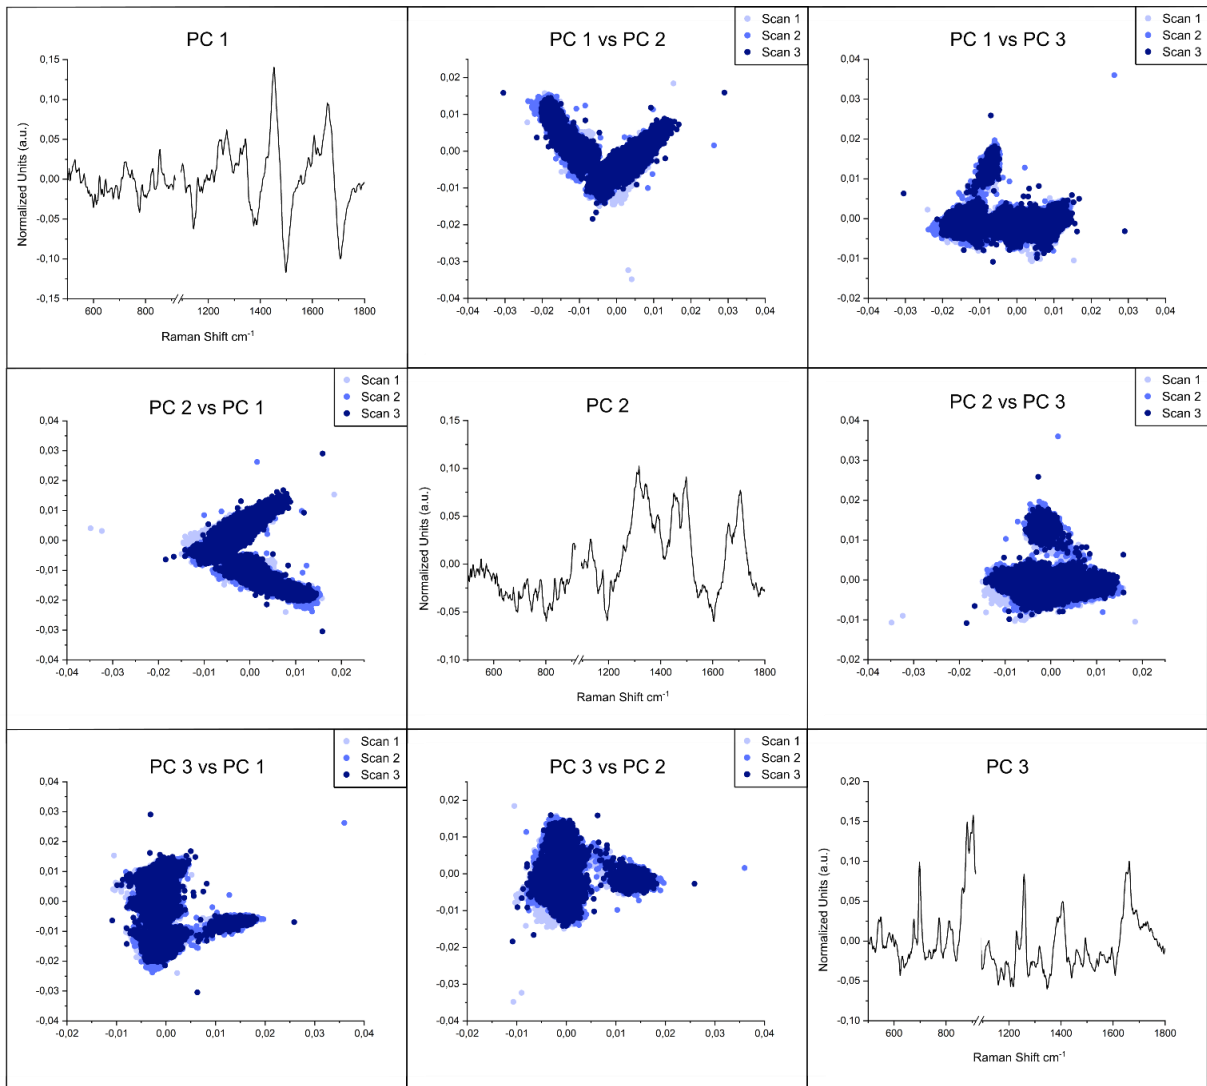 PC 1
0,15
0,10
0,05
0,00
-0,05
-0,10
-0,15
Normalized Units (a.u.)
600 800 1200 1400 1600 1800
Raman Shift cm-1
PC 1 vs PC 2
Scan 1
Scan 2
Scan 3
0,02
0,01
0,00
-0,01
-0,02
-0,03
-0,04
-0,04 -0,03 -0,02 -0,01 0,00 0,01 0,02 0,03 0,04
PC 1 vs PC 3
Scan 1
Scan 2
Scan 3
0,04
0,03
0,02
0,01
0,00
-0,01
-0,02
-0,04 -0,03 -0,02 -0,01 0,00 0,01 0,02 0,03 0,04
PC 2 vs PC 1
Scan 1
Scan 2
Scan 3
0,04
0,03
0,02
0,01
0,00
-0,01
-0,02
-0,03
-0,04
-0,04 -0,03 -0,02 -0,01 0,00 0,01 0,02
PC 2
0,15
0,10
0,05
0,00
-0,05
-0,10
Normalized Units (a.u.)
600 800 1200 1400 1600 1800
Raman Shift cm-1
PC 2 vs PC 3
Scan 1
Scan 2
Scan 3
0,04
0,03
0,02
0,01
0,00
-0,01
-0,02
-0,04 -0,03 -0,02 -0,01 0,00 0,01 0,02
PC 3 vs PC 1
Scan 1
Scan 2
Scan 3
0,04
0,03
0,02
0,01
0,00
-0,01
-0,02
-0,03
-0,04
-0,02 -0,01 0,00 0,01 0,02 0,03 0,04
PC 3 vs PC 2
Scan 1
Scan 2
Scan 3
0,02
0,01
0,00
-0,01
-0,02
-0,03
-0,04
-0,02 -0,01 0,00 0,01 0,02 0,03 0,04
PC 3
0,20
0,15
0,10
0,05
0,00
-0,05
-0,10
Normalized Units (a.u.)
600 800 1200 1400 1600 1800
Raman Shift cm-1